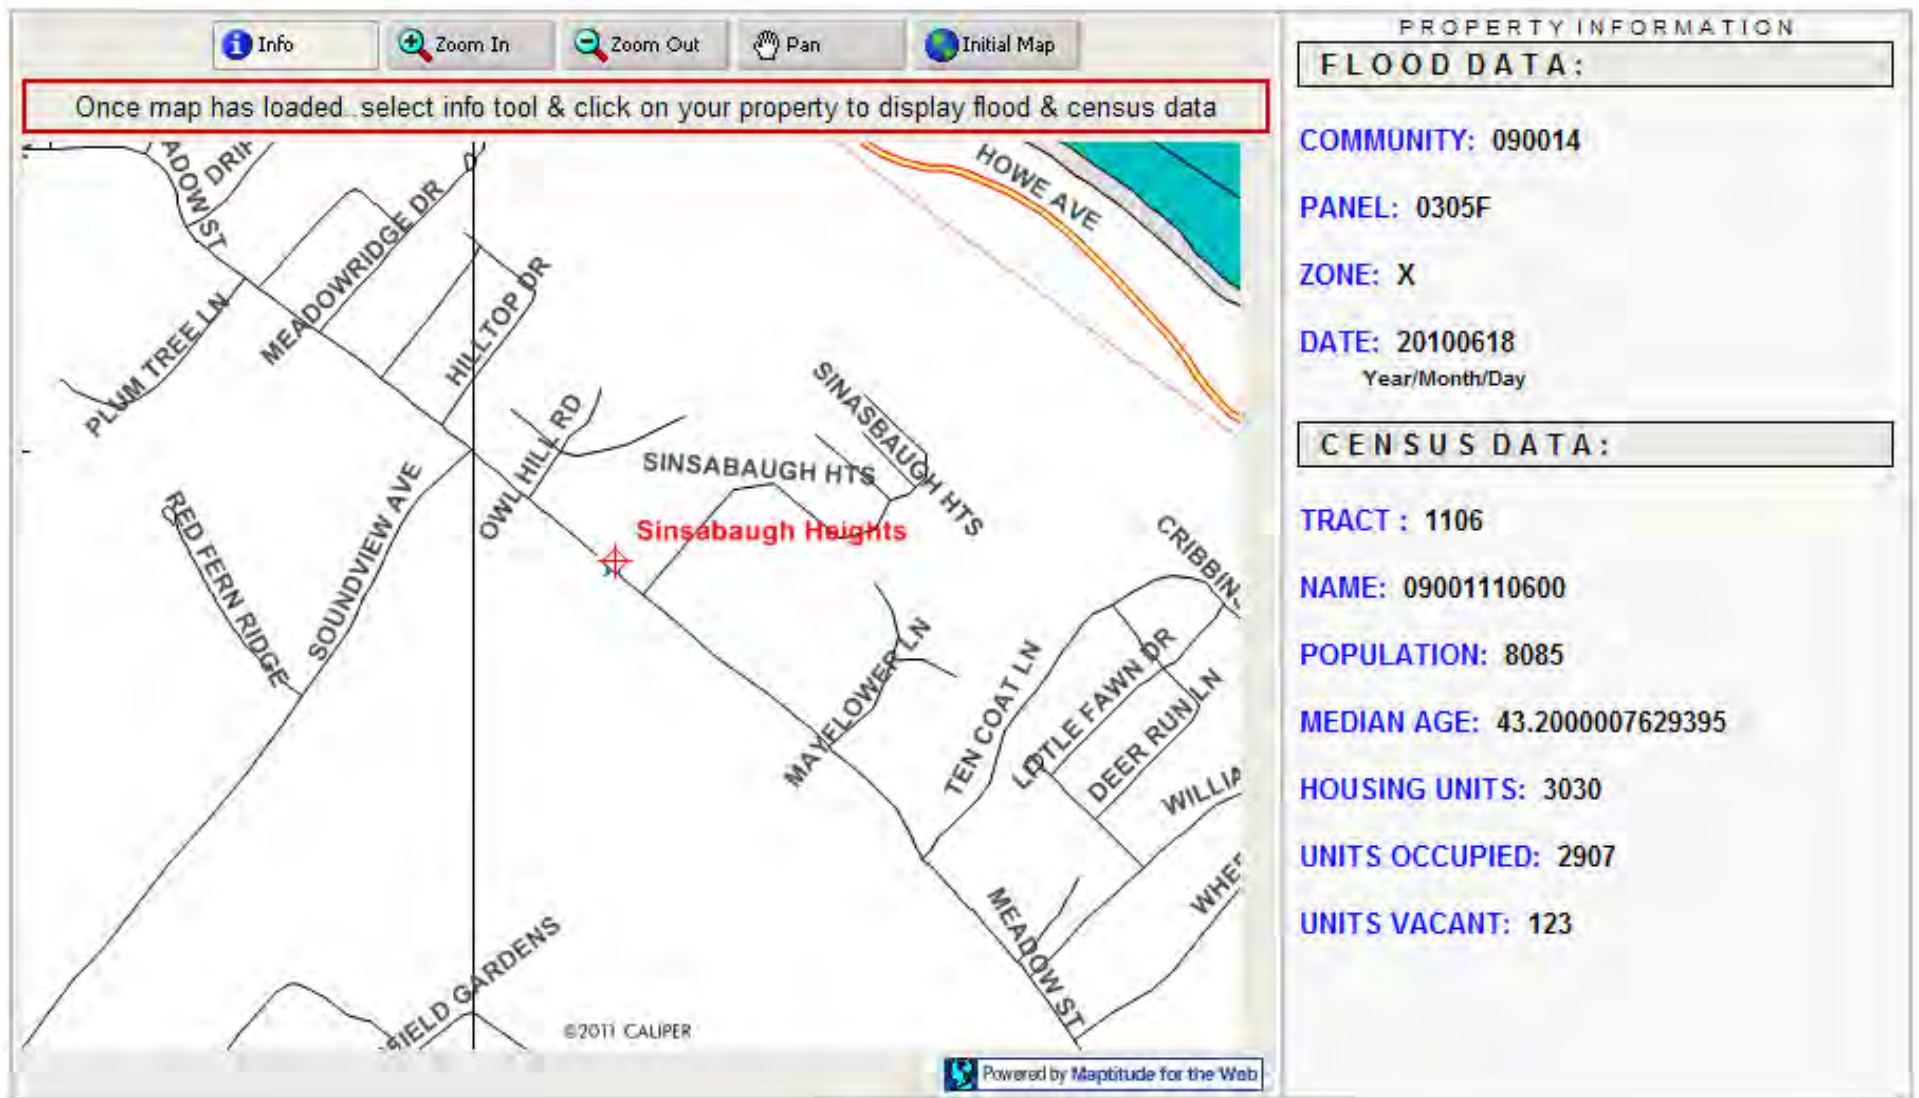 Info
Zoom In
Zoom Out
Pan
Initial Map
Once map has loaded..select info tool & click on your property to display flood & census data
ADOW ST
MEADOWRIDGE DR
HOWE AVE
PLUM TREE LN
HILLTOP DR
OWL HILL RD
SINASBAUGH HTS
SINSABAUGH HTS
Sinsabaugh Heights
RED FERN RIDGE
SOUNDVIEW AVE
MAYFLOWER LN
TEN COAT LN
LITTLE FAWN DR
DEER RUN LN
MEADOW ST
GARDENS
©2011 CALIPER
Powered by Maptitude for the Web
PROPERTY INFORMATION
FLOOD DATA:
COMMUNITY: 090014
PANEL: 0305F
ZONE: X
DATE: 20100618
Year/Month/Day
CENSUS DATA:
TRACT : 1106
NAME: 09001110600
POPULATION: 8085
MEDIAN AGE: 43.2000007629395
HOUSING UNITS: 3030
UNITS OCCUPIED: 2907
UNITS VACANT: 123